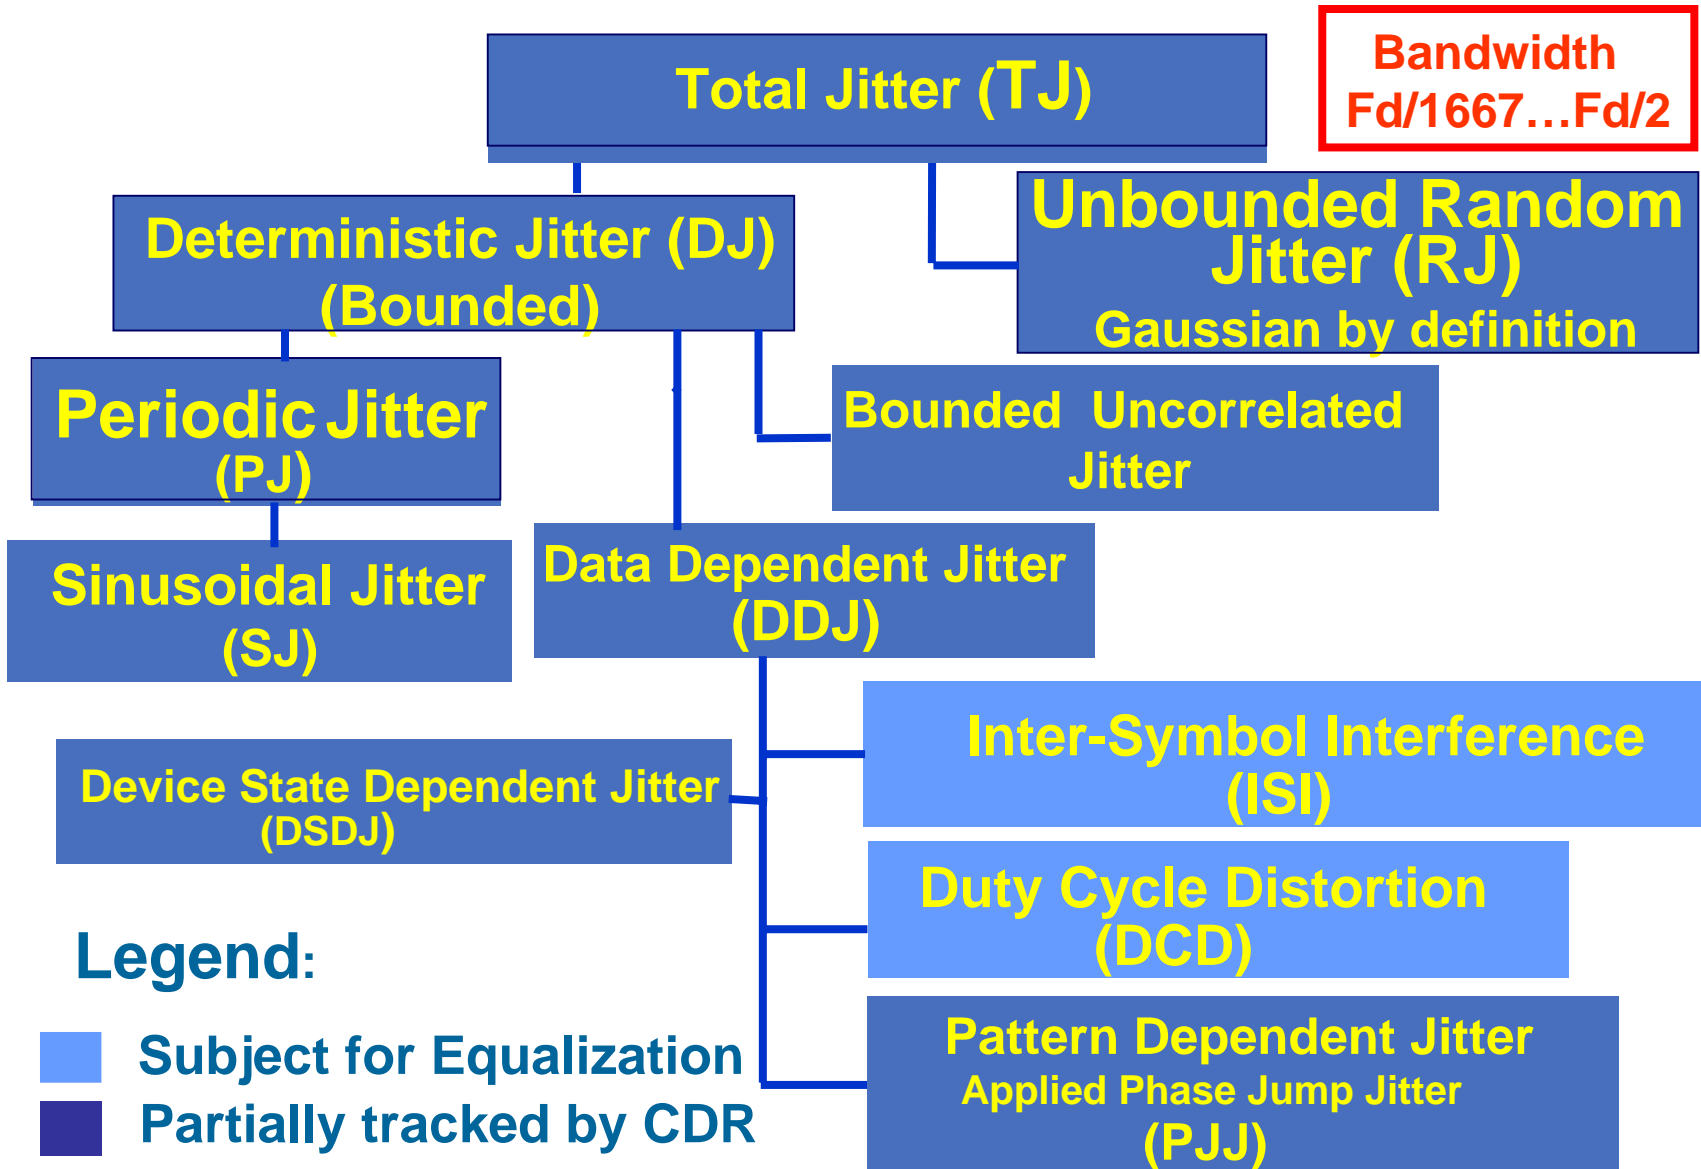 Total Jitter (TJ)
Bandwidth
Fd/1667…Fd/2
Deterministic Jitter (DJ)
(Bounded)
Unbounded Random
Jitter (RJ)
Gaussian by definition
Periodic Jitter
(PJ)
Bounded Uncorrelated
Jitter
Sinusoidal Jitter
(SJ)
Data Dependent Jitter
(DDJ)
Inter-Symbol Interference
(ISI)
Device State Dependent Jitter
(DSDJ)
Duty Cycle Distortion
(DCD)
Pattern Dependent Jitter
Applied Phase Jump Jitter
(PJJ)
Legend:
Subject for Equalization
Partially tracked by CDR